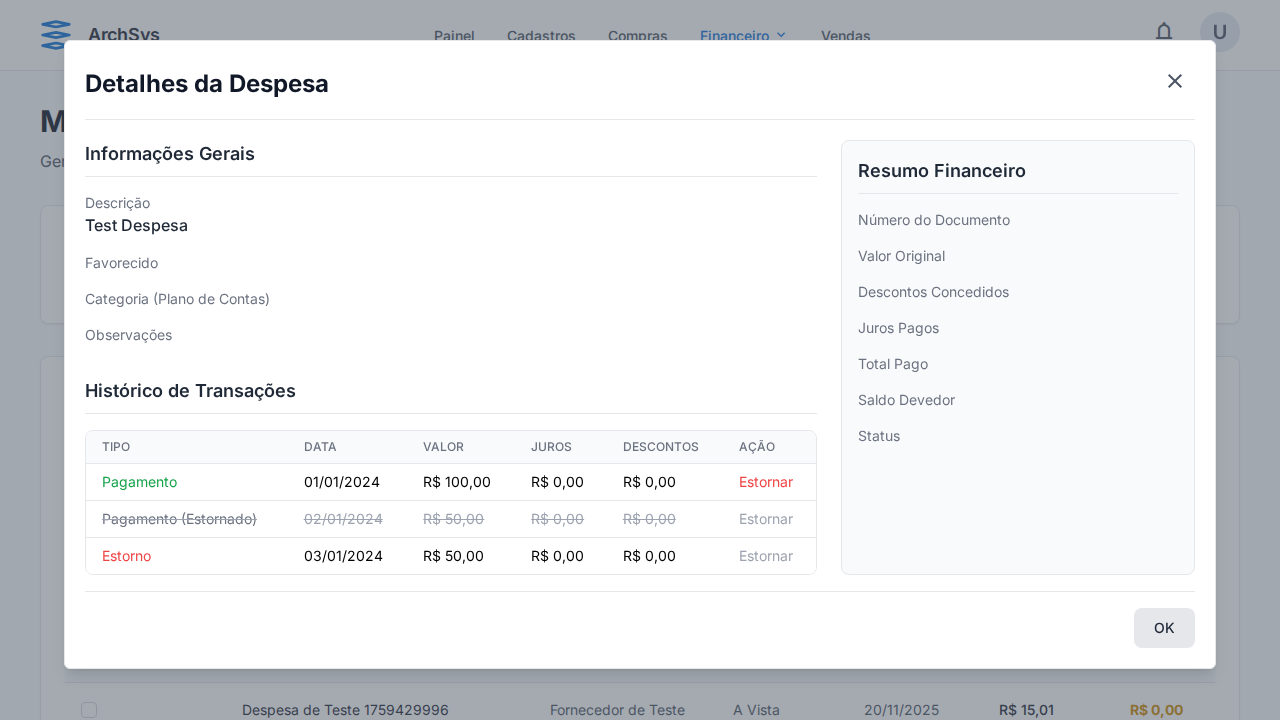 ArchSys
Painel Cadastros Compras Financeiro Vendas
U
Detalhes da Despesa
Informações Gerais
Descrição
Test Despesa
Favorecido
Categoria (Plano de Contas)
Observações
Histórico de Transações
TIPO DATA VALOR JUROS DESCONTOS AÇÃO
Pagamento 01/01/2024 R$ 100,00 R$ 0,00 R$ 0,00 Estornar
Pagamento (Estornado) 02/01/2024 R$ 50,00 R$ 0,00 R$ 0,00 Estornar
Estorno 03/01/2024 R$ 50,00 R$ 0,00 R$ 0,00 Estornar
Resumo Financeiro
Número do Documento
Valor Original
Descontos Concedidos
Juros Pagos
Total Pago
Saldo Devedor
Status
OK
Despesa de Teste 1759429996 Fornecedor de Teste A Vista 20/11/2025 R$ 15,01 R$ 0,00